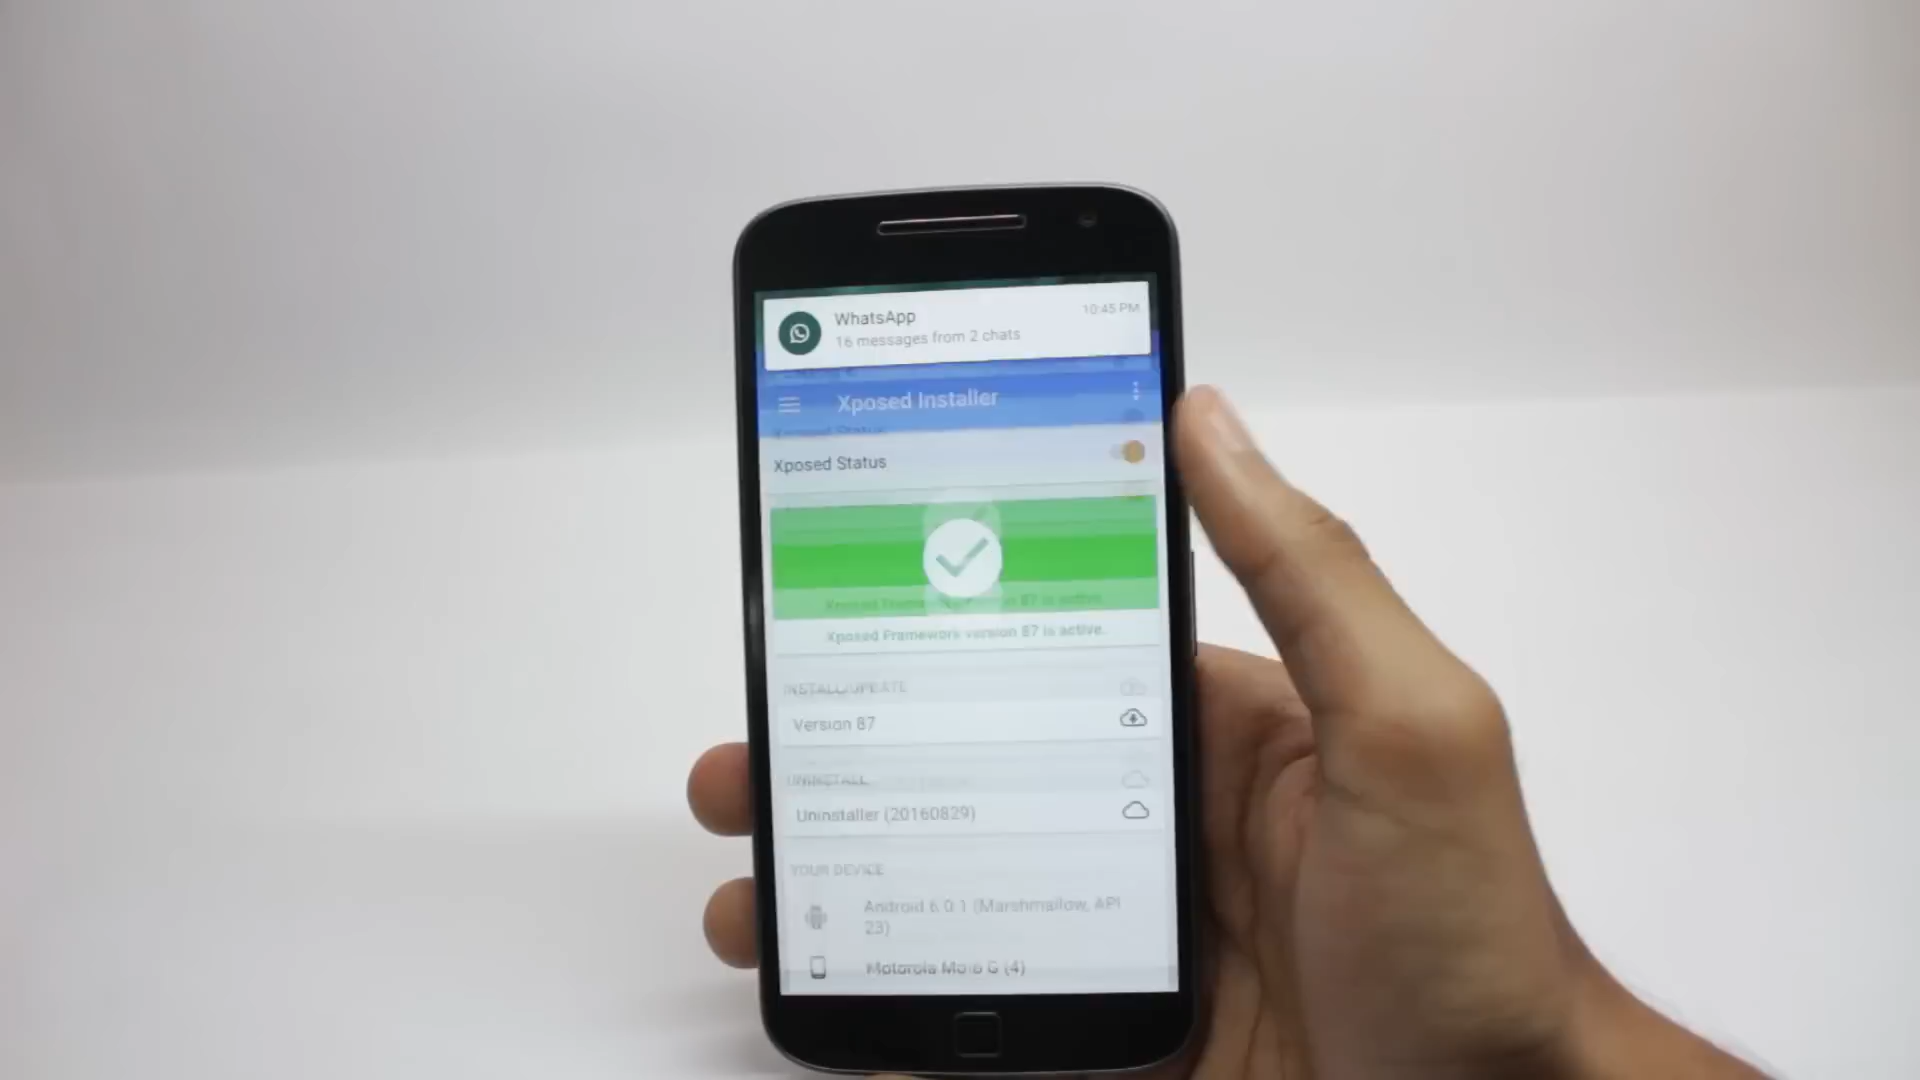 WhatsApp
10:45 PM
16 messages from 2 chats
Xposed Installer
Xposed Status
Xposed Framework version 87 is active.
INSTALL/UPDATE
Version 87
UNINSTALL
Uninstaller (20160829)
YOUR DEVICE
Android 6.0.1 (Marshmallow, API
23)
Motorola Moto G (4)